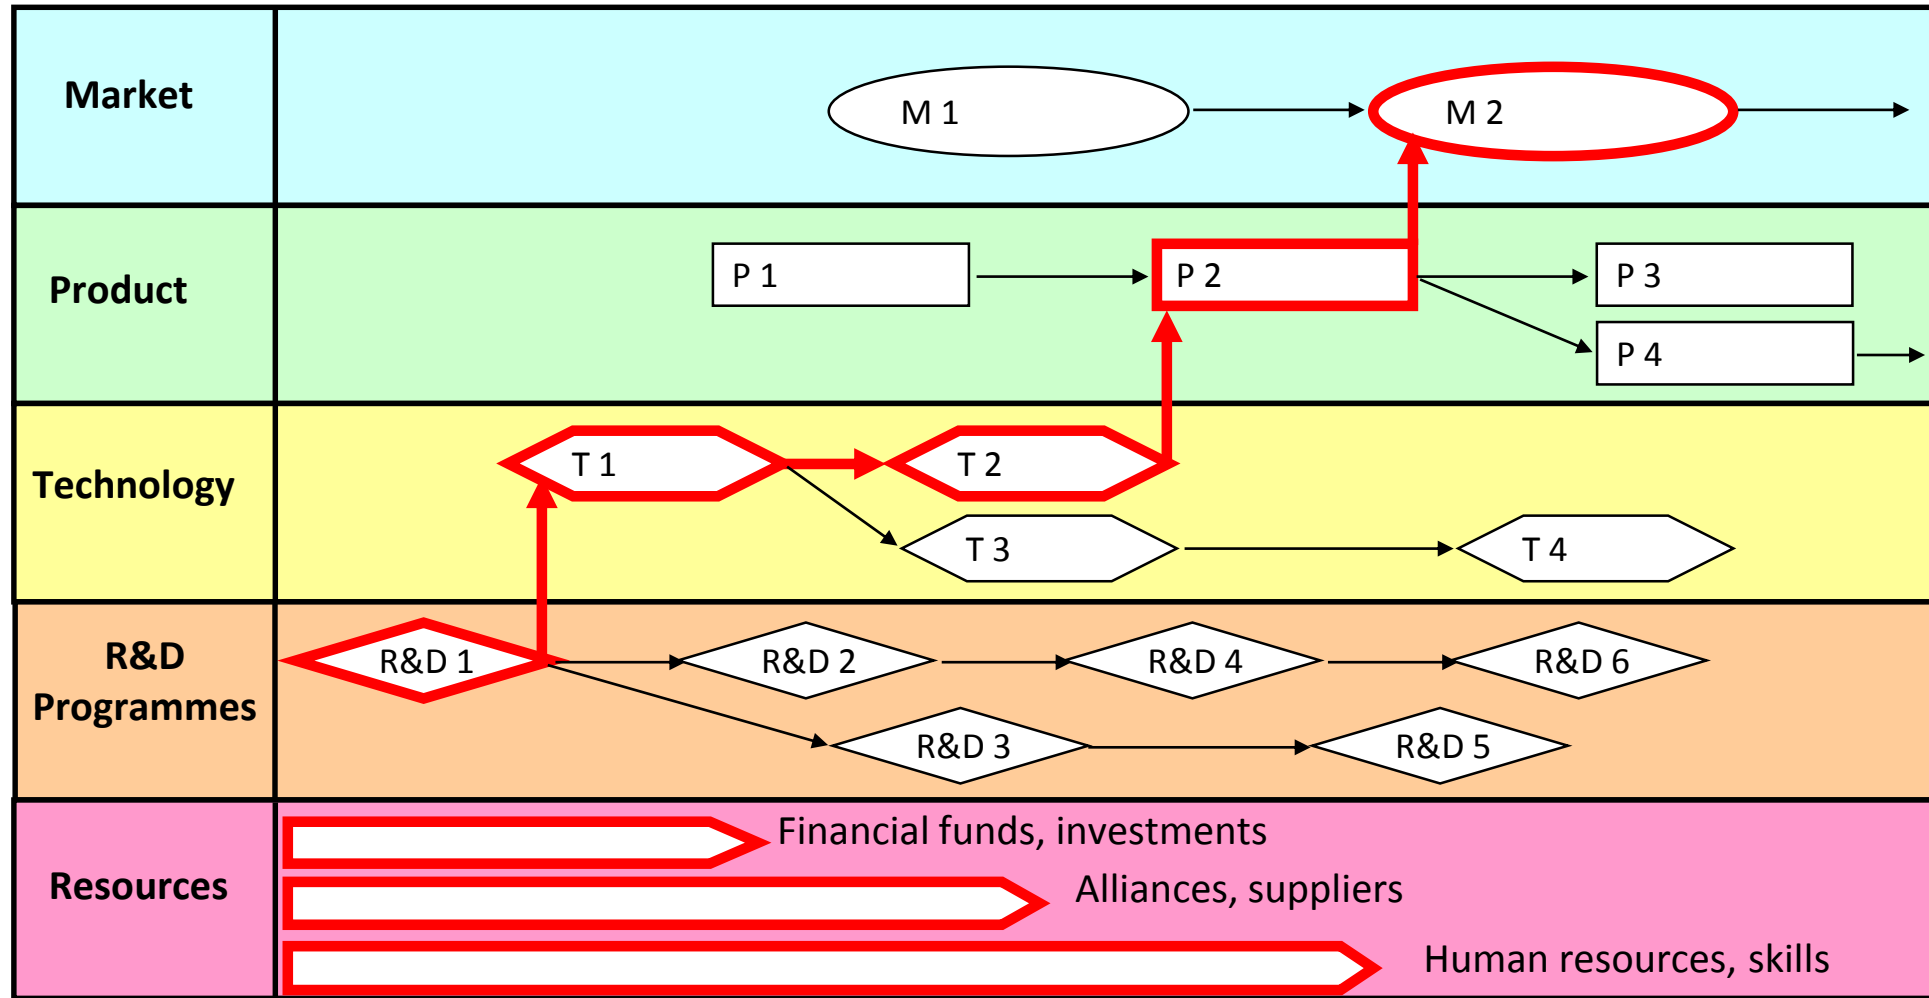 Market
M 1
M 2
Product
P 1
P 2
P 3
P 4
Technology
T 1
T 2
T 3
T 4
R&D
Programmes
R&D 1
R&D 2
R&D 4
R&D 6
R&D 3
R&D 5
Resources
Financial funds, investments
Alliances, suppliers
Human resources, skills